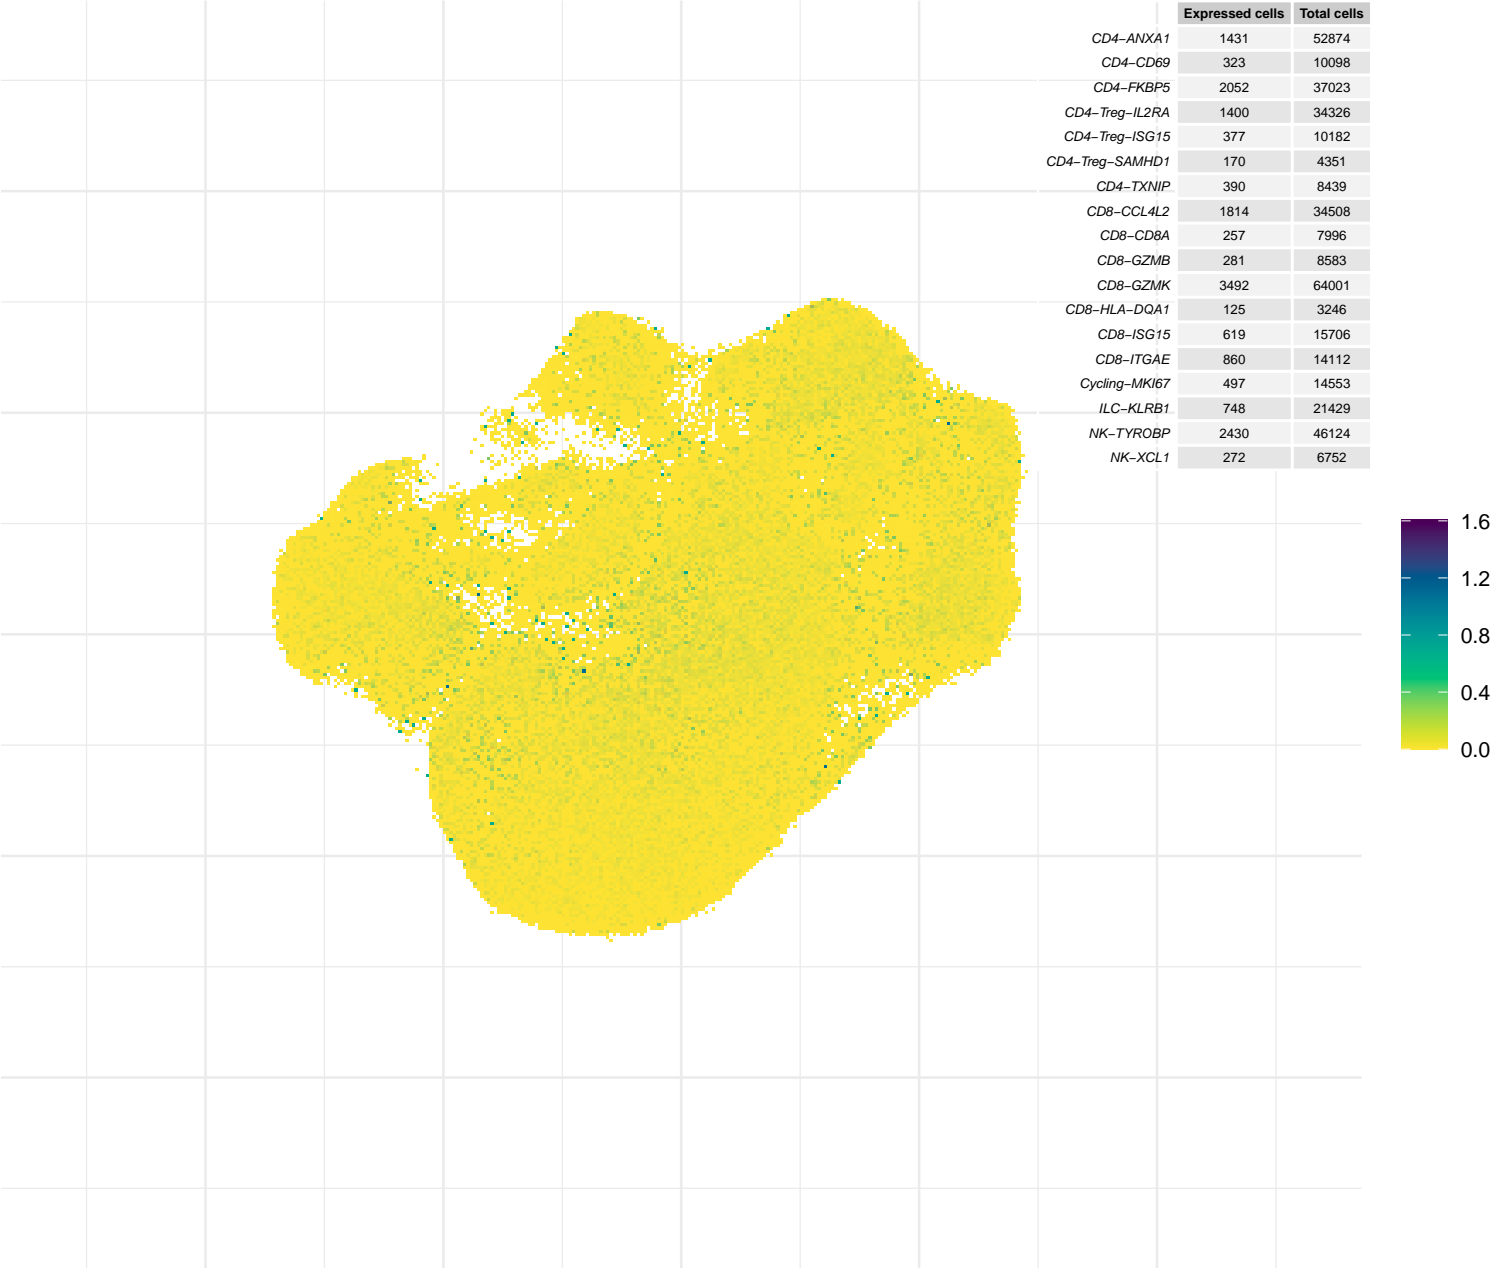 Expressed cells Total cells
CD4−ANXA1 1431 52874
CD4−CD69 323 10098
CD4−FKBP5 2052 37023
CD4−Treg−IL2RA 1400 34326
CD4−Treg−ISG15 377 10182
CD4−Treg−SAMHD1 170 4351
CD4−TXNIP 390 8439
CD8−CCL4L2 1814 34508
CD8−CD8A 257 7996
CD8−GZMB 281 8583
CD8−GZMK 3492 64001
CD8−HLA−DQA1 125 3246
CD8−ISG15 619 15706
CD8−ITGAE 860 14112
Cycling−MKI67 497 14553
ILC−KLRB1 748 21429
NK−TYROBP 2430 46124
NK−XCL1 272 6752
1.6
1.2
0.8
0.4
0.0